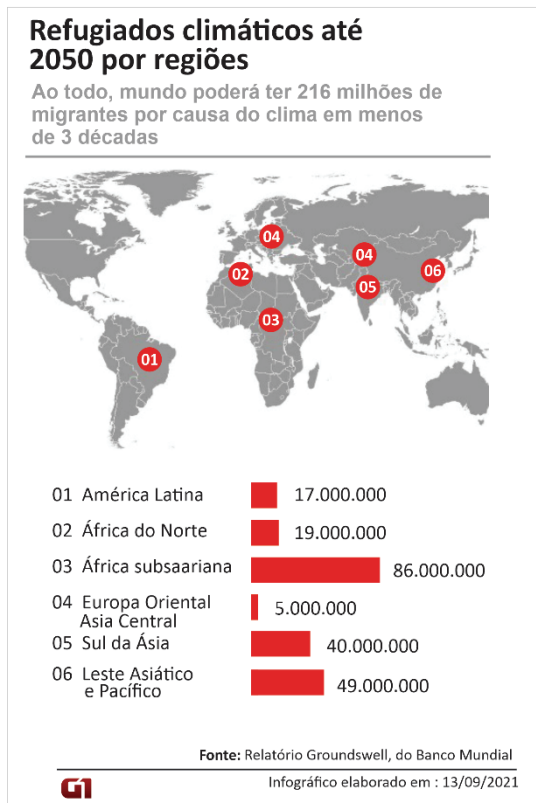 Refugiados climáticos até
2050 por regiões
Ao todo, mundo poderá ter 216 milhões de
migrantes por causa do clima em menos
de 3 décadas
04
04
06
02
05
03
01
01 América Latina 17.000.000
02 África do Norte 19.000.000
03 África subsaariana 86.000.000
04 Europa Oriental
Asia Central 5.000.000
05 Sul da Ásia 40.000.000
06 Leste Asiático
e Pacífico 49.000.000
Fonte: Relatório Groundswell, do Banco Mundial
G1
Infográfico elaborado em : 13/09/2021